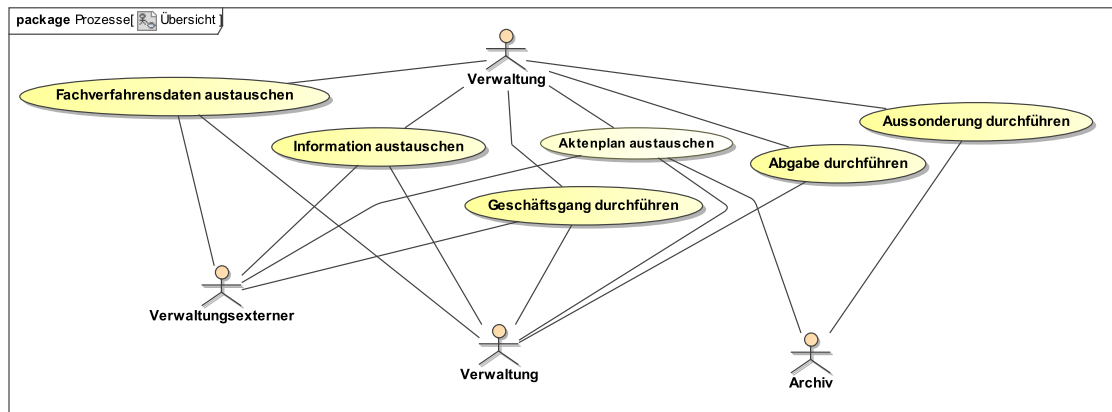 package Prozesse[ Übersicht ]
Verwaltung
Fachverfahrensdaten austauschen
Aussonderung durchführen
Information austauschen
Aktenplan austauschen
Abgabe durchführen
Geschäftsgang durchführen
Verwaltungsexterner
Verwaltung
Archiv